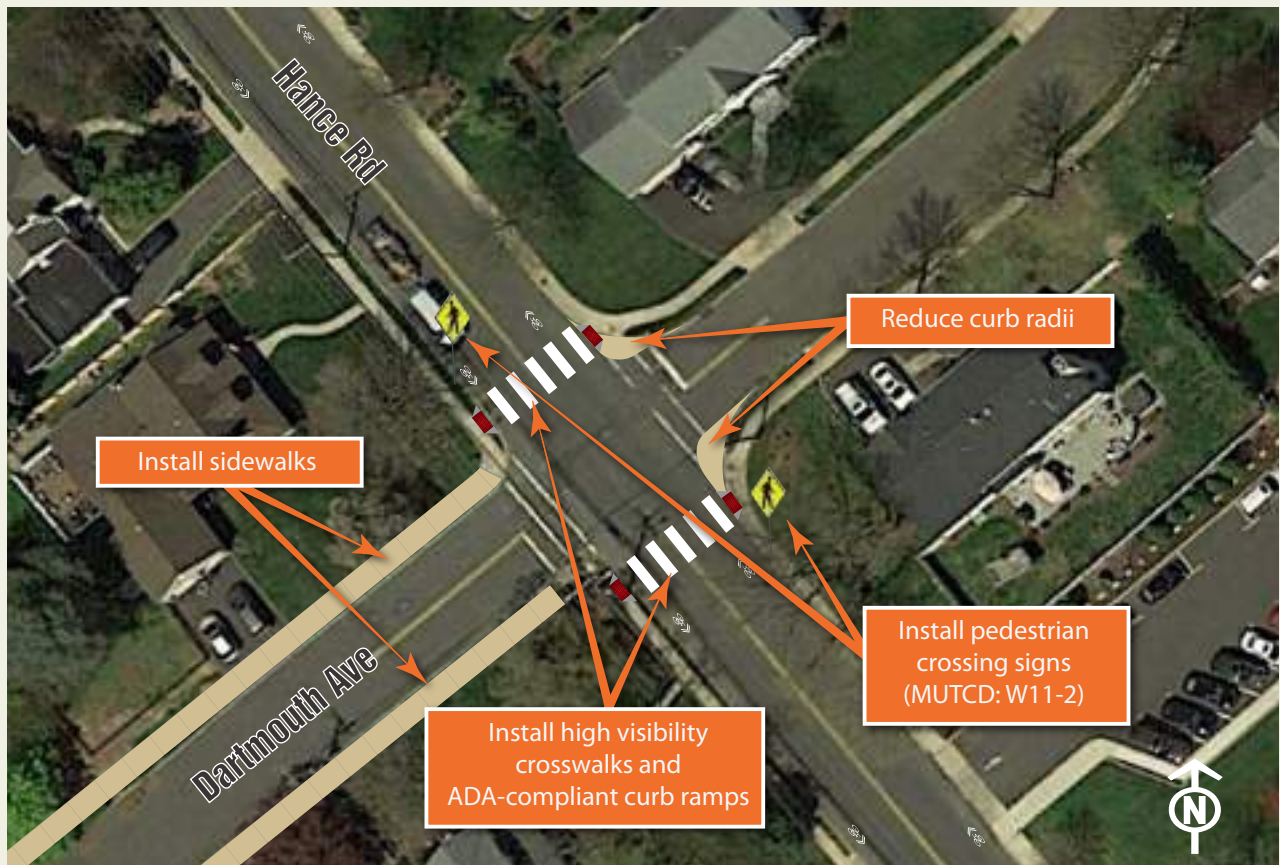 Hance Rd
Reduce curb radii
Install sidewalks
Install pedestrian
crossing signs
(MUTCD: W11-2)
Dartmouth Ave
Install high visibility
crosswalks and
ADA-compliant curb ramps
N